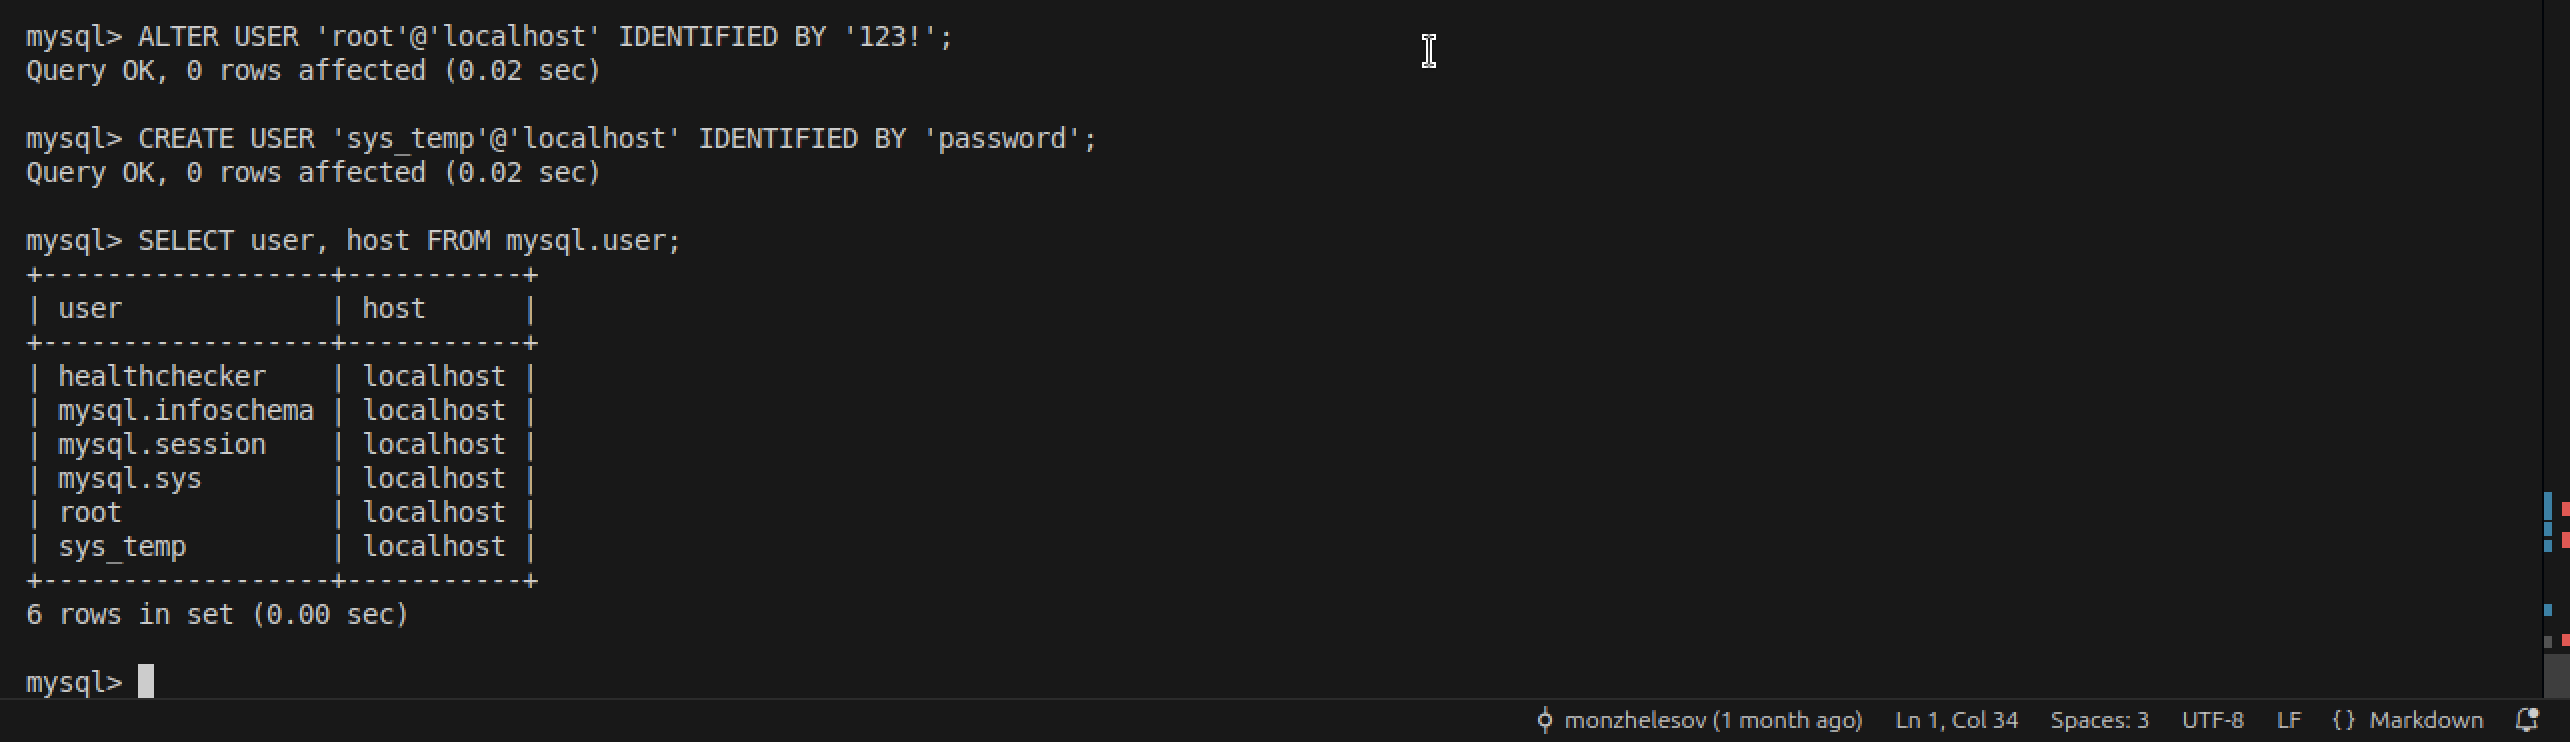 mysql> ALTER USER 'root'@'localhost' IDENTIFIED BY '123!';
Query OK, 0 rows affected (0.02 sec)
mysql> CREATE USER 'sys_temp'@'localhost' IDENTIFIED BY 'password';
Query OK, 0 rows affected (0.02 sec)
mysql> SELECT user, host FROM mysql.user;
+------------------+-----------+
| user             | host      |
+------------------+-----------+
| healthchecker    | localhost |
| mysql.infoschema | localhost |
| mysql.session    | localhost |
| mysql.sys        | localhost |
| root             | localhost |
| sys_temp         | localhost |
+------------------+-----------+
6 rows in set (0.00 sec)
mysql>
monzhelesov (1 month ago) Ln 1, Col 34 Spaces: 3 UTF-8 LF {} Markdown